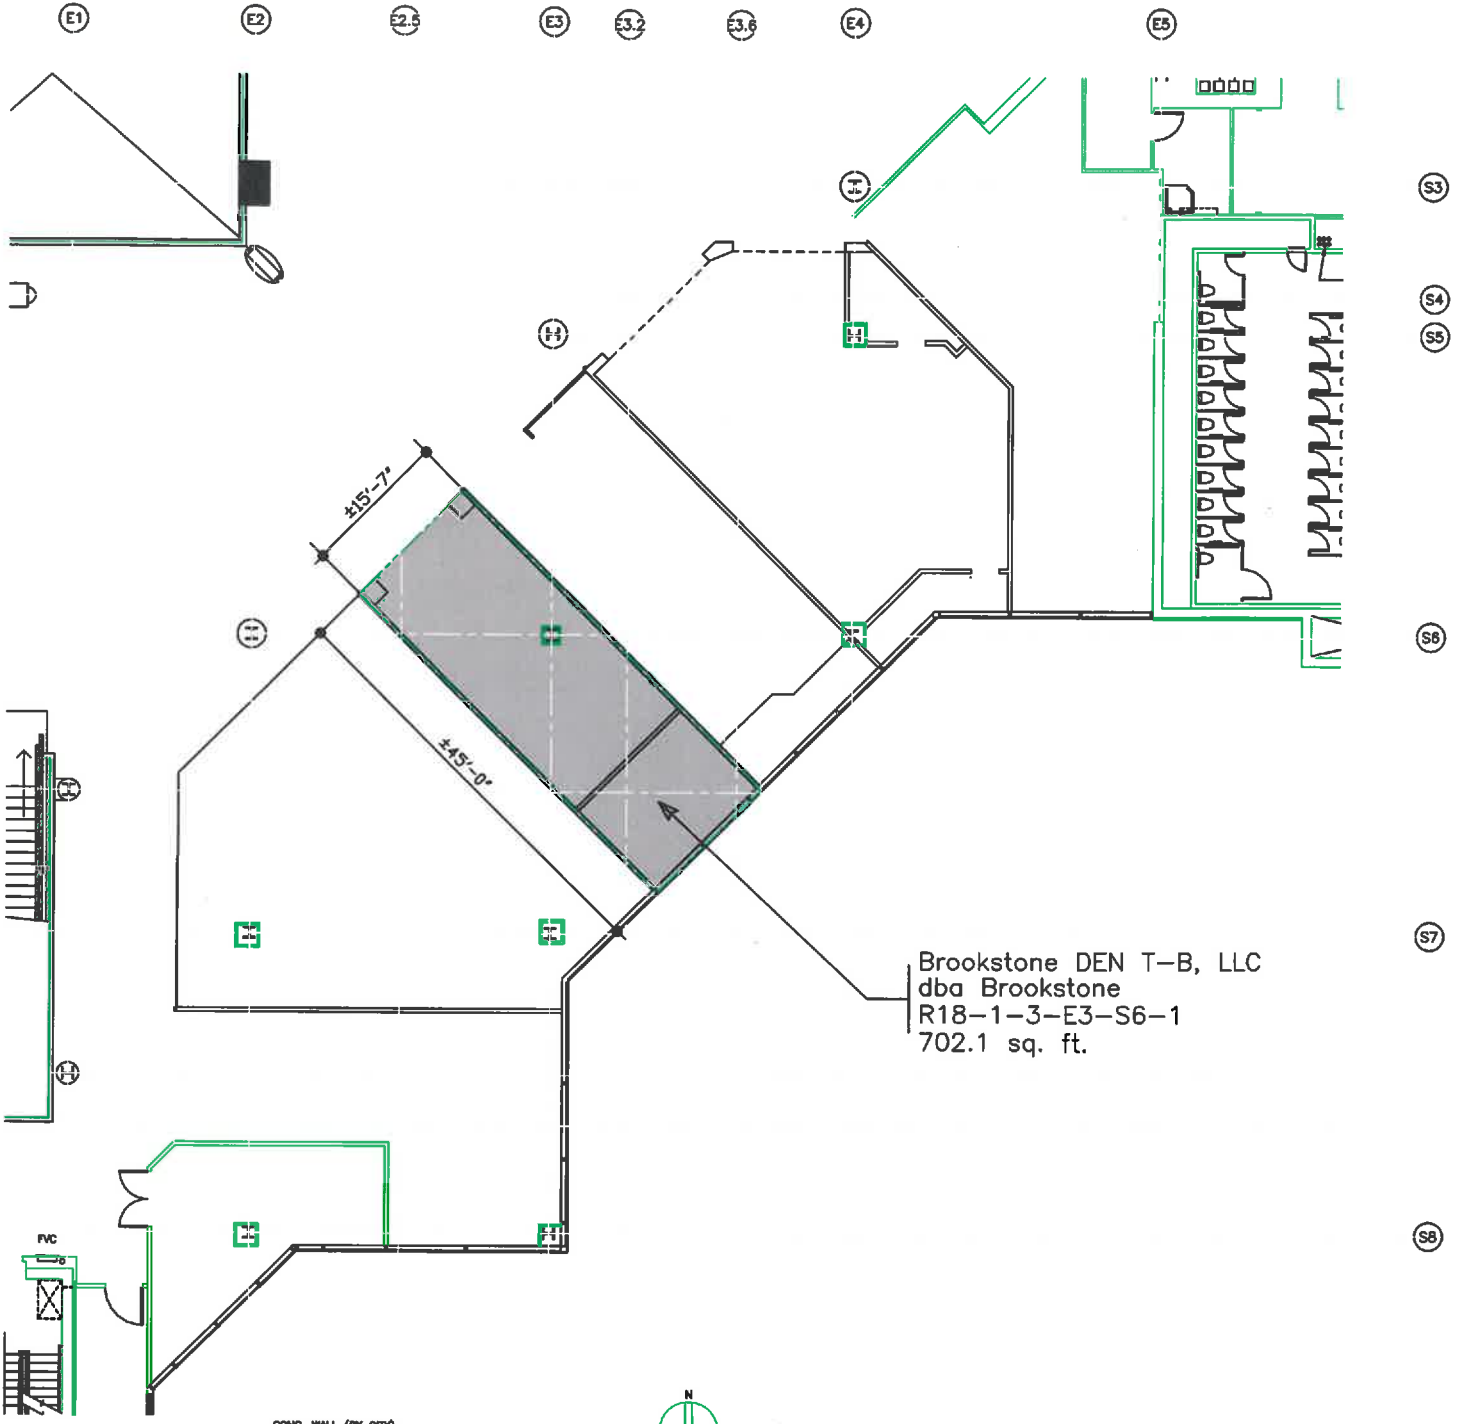 E1 E2 E2.5 E3 E3.2 E3.6 E4 E5
S3
S4
S5
±15'-7"
S6
±45'-0"
S7
Brookstone DEN T-B, LLC
dba Brookstone
R18-1-3-E3-S6-1
702.1 sq. ft.
S8
FVC
N